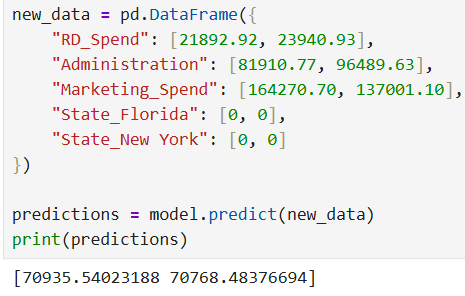 new_data = pd.DataFrame({
    "RD_Spend": [21892.92, 23940.93],
    "Administration": [81910.77, 96489.63],
    "Marketing_Spend": [164270.70, 137001.10],
    "State_Florida": [0, 0],
    "State_New York": [0, 0]
})
predictions = model.predict(new_data)
print(predictions)
[70935.54023188 70768.48376694]